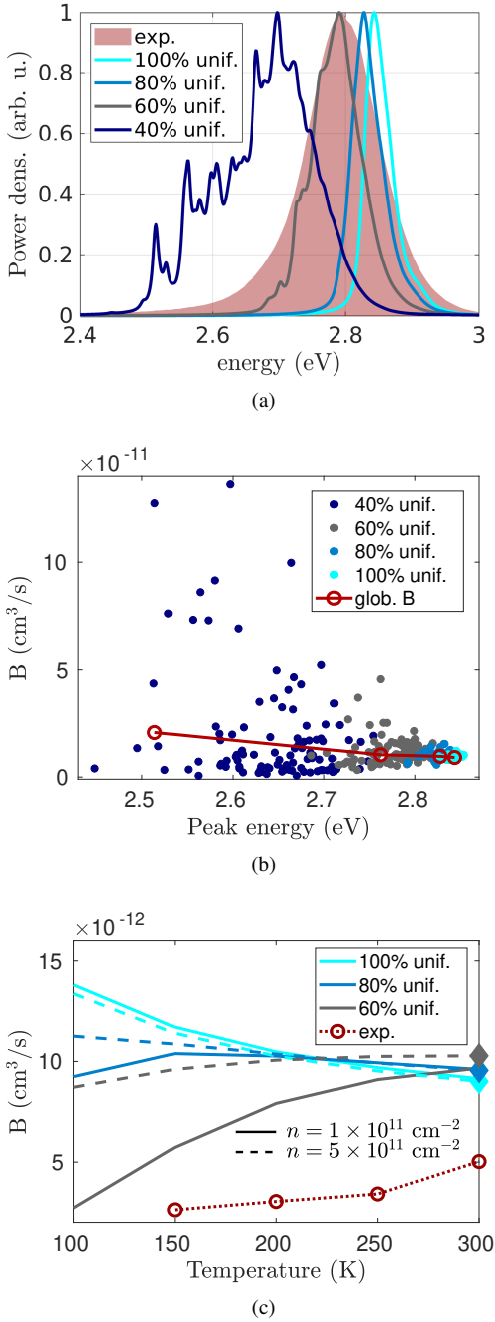 Power dens. (arb. u.)
1
0.8
0.6
0.4
0.2
0
exp.
100% unif.
80% unif.
60% unif.
40% unif.
2.4
2.6
2.8
3
energy (eV)
(a)
×10⁻¹¹
B (cm³/s)
10
5
0
40% unif.
60% unif.
80% unif.
100% unif.
glob. B
2.5
2.6
2.7
2.8
Peak energy (eV)
(b)
×10⁻¹²
B (cm³/s)
15
10
5
100% unif.
80% unif.
60% unif.
exp.
n = 1 × 10¹¹ cm⁻²
n = 5 × 10¹¹ cm⁻²
100
150
200
250
300
Temperature (K)
(c)